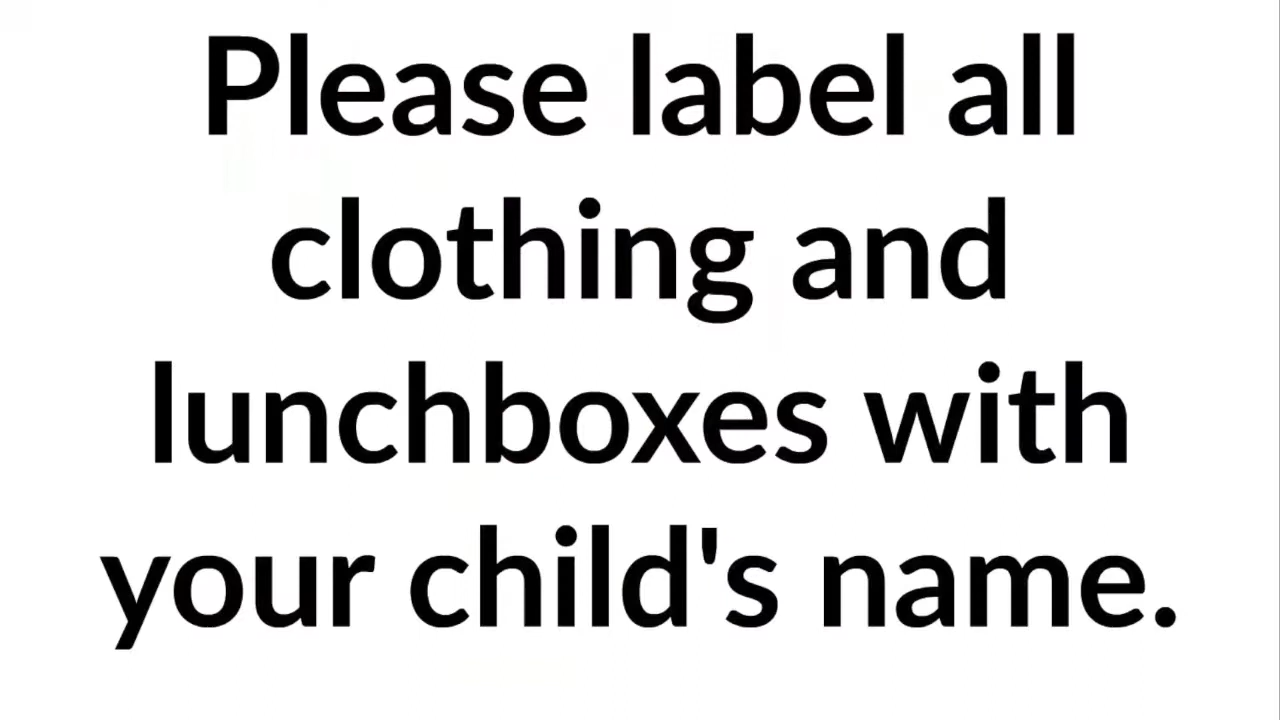 Please label all
clothing and
lunchboxes with
your child's name.